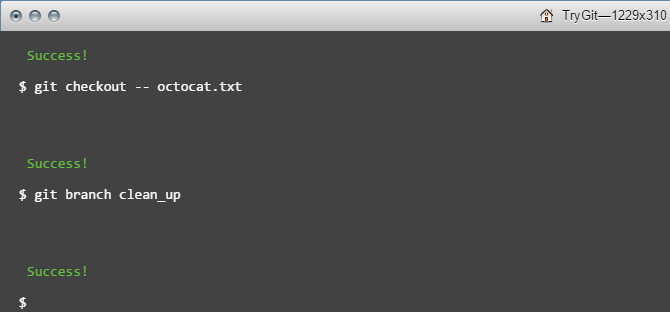 TryGit—1229x310
Success!
$ git checkout -- octocat.txt
Success!
$ git branch clean_up
Success!
$